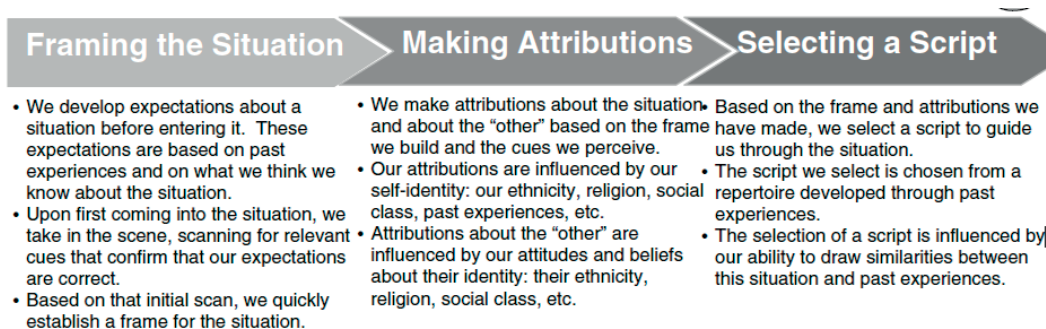 Framing the Situation
• We develop expectations about a
situation before entering it. These
expectations are based on past
experiences and on what we think we
know about the situation.
• Upon first coming into the situation, we
take in the scene, scanning for relevant
cues that confirm that our expectations
are correct.
• Based on that initial scan, we quickly
establish a frame for the situation.
Making Attributions
• We make attributions about the situation
and about the “other” based on the frame
we build and the cues we perceive.
• Our attributions are influenced by our
self-identity: our ethnicity, religion, social
class, past experiences, etc.
• Attributions about the “other” are
influenced by our attitudes and beliefs
about their identity: their ethnicity,
religion, social class, etc.
Selecting a Script
• Based on the frame and attributions we
have made, we select a script to guide
us through the situation.
• The script we select is chosen from a
repertoire developed through past
experiences.
• The selection of a script is influenced by
our ability to draw similarities between
this situation and past experiences.